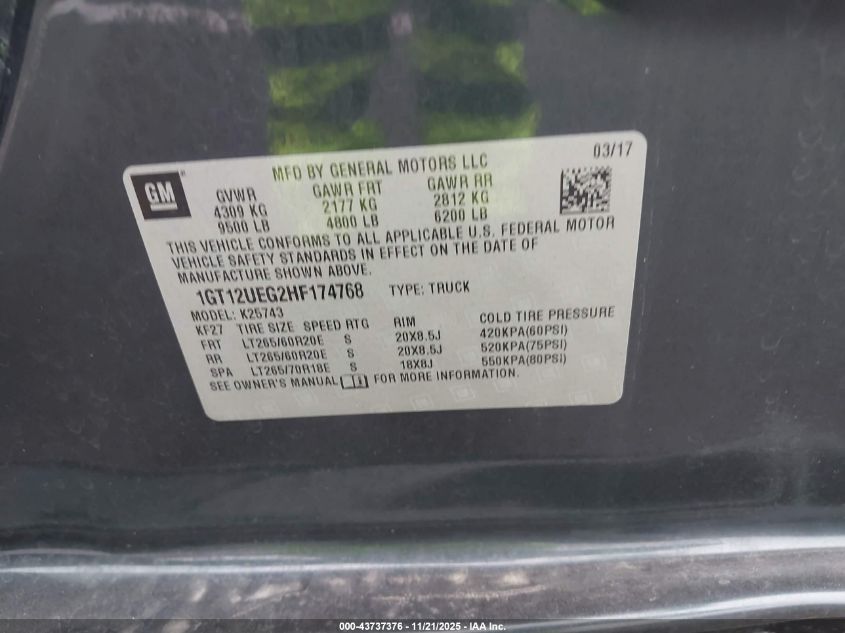 MFD BY GENERAL MOTORS LLC 03/17
GM
GVWR GAWR FRT GAWR RR
4309 KG 2177 KG 2812 KG
9500 LB 4800 LB 6200 LB
THIS VEHICLE CONFORMS TO ALL APPLICABLE U.S. FEDERAL MOTOR
VEHICLE SAFETY STANDARDS IN EFFECT ON THE DATE OF
MANUFACTURE SHOWN ABOVE.
1GT12UEG2HF174768 TYPE: TRUCK
MODEL: K25743
KF27 TIRE SIZE SPEED RTG RIM COLD TIRE PRESSURE
FRT LT265/60R20E S 20X8.5J 420KPA(60PSI)
RR LT265/60R20E S 20X8.5J 520KPA(75PSI)
SPA LT265/70R18E S 18X8J 550KPA(80PSI)
SEE OWNER'S MANUAL FOR MORE INFORMATION.
000-43737376 - 11/21/2025 - IAA Inc.